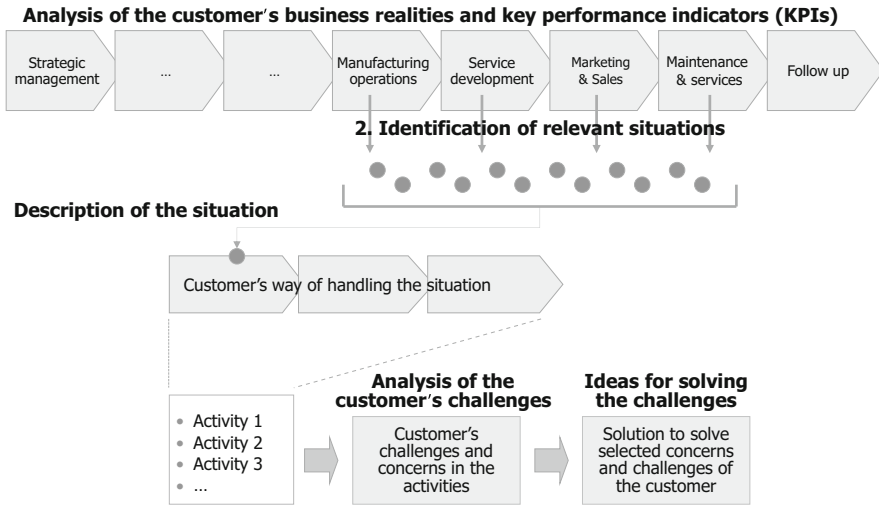 Analysis of the customer's business realities and key performance indicators (KPIs)
Strategic
management
...
...
Manufacturing
operations
Service
development
Marketing
& Sales
Maintenance
& services
Follow up
2. Identification of relevant situations
Description of the situation
Customer's way of handling the situation
Analysis of the
customer's challenges
Ideas for solving
the challenges
• Activity 1
• Activity 2
• Activity 3
• ...
Customer's
challenges and
concerns in the
activities
Solution to solve
selected concerns
and challenges of
the customer